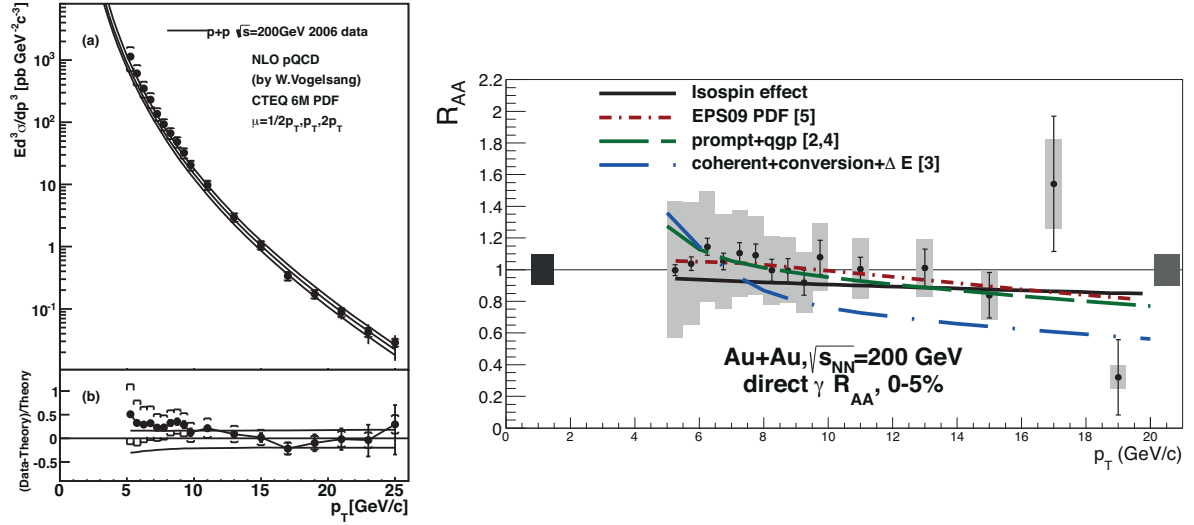 Ed³σ/dp³ [pb GeV⁻²c⁻³]
10³
10²
10
1
10⁻¹
(a)
p+p √s=200GeV 2006 data
NLO pQCD
(by W.Vogelsang)
CTEQ 6M PDF
μ=1/2p_T,p_T,2p_T
(Data-Theory)/Theory
1
0.5
0
-0.5
(b)
0 5 10 15 20 25
p_T[GeV/c]
R_AA
2.2
2
1.8
1.6
1.4
1.2
1
0.8
0.6
0.4
0.2
0
Isospin effect
EPS09 PDF [5]
prompt+qgp [2,4]
coherent+conversion+Δ E [3]
Au+Au,√s_NN=200 GeV
direct γ R_AA, 0-5%
0 2 4 6 8 10 12 14 16 18 20
p_T (GeV/c)